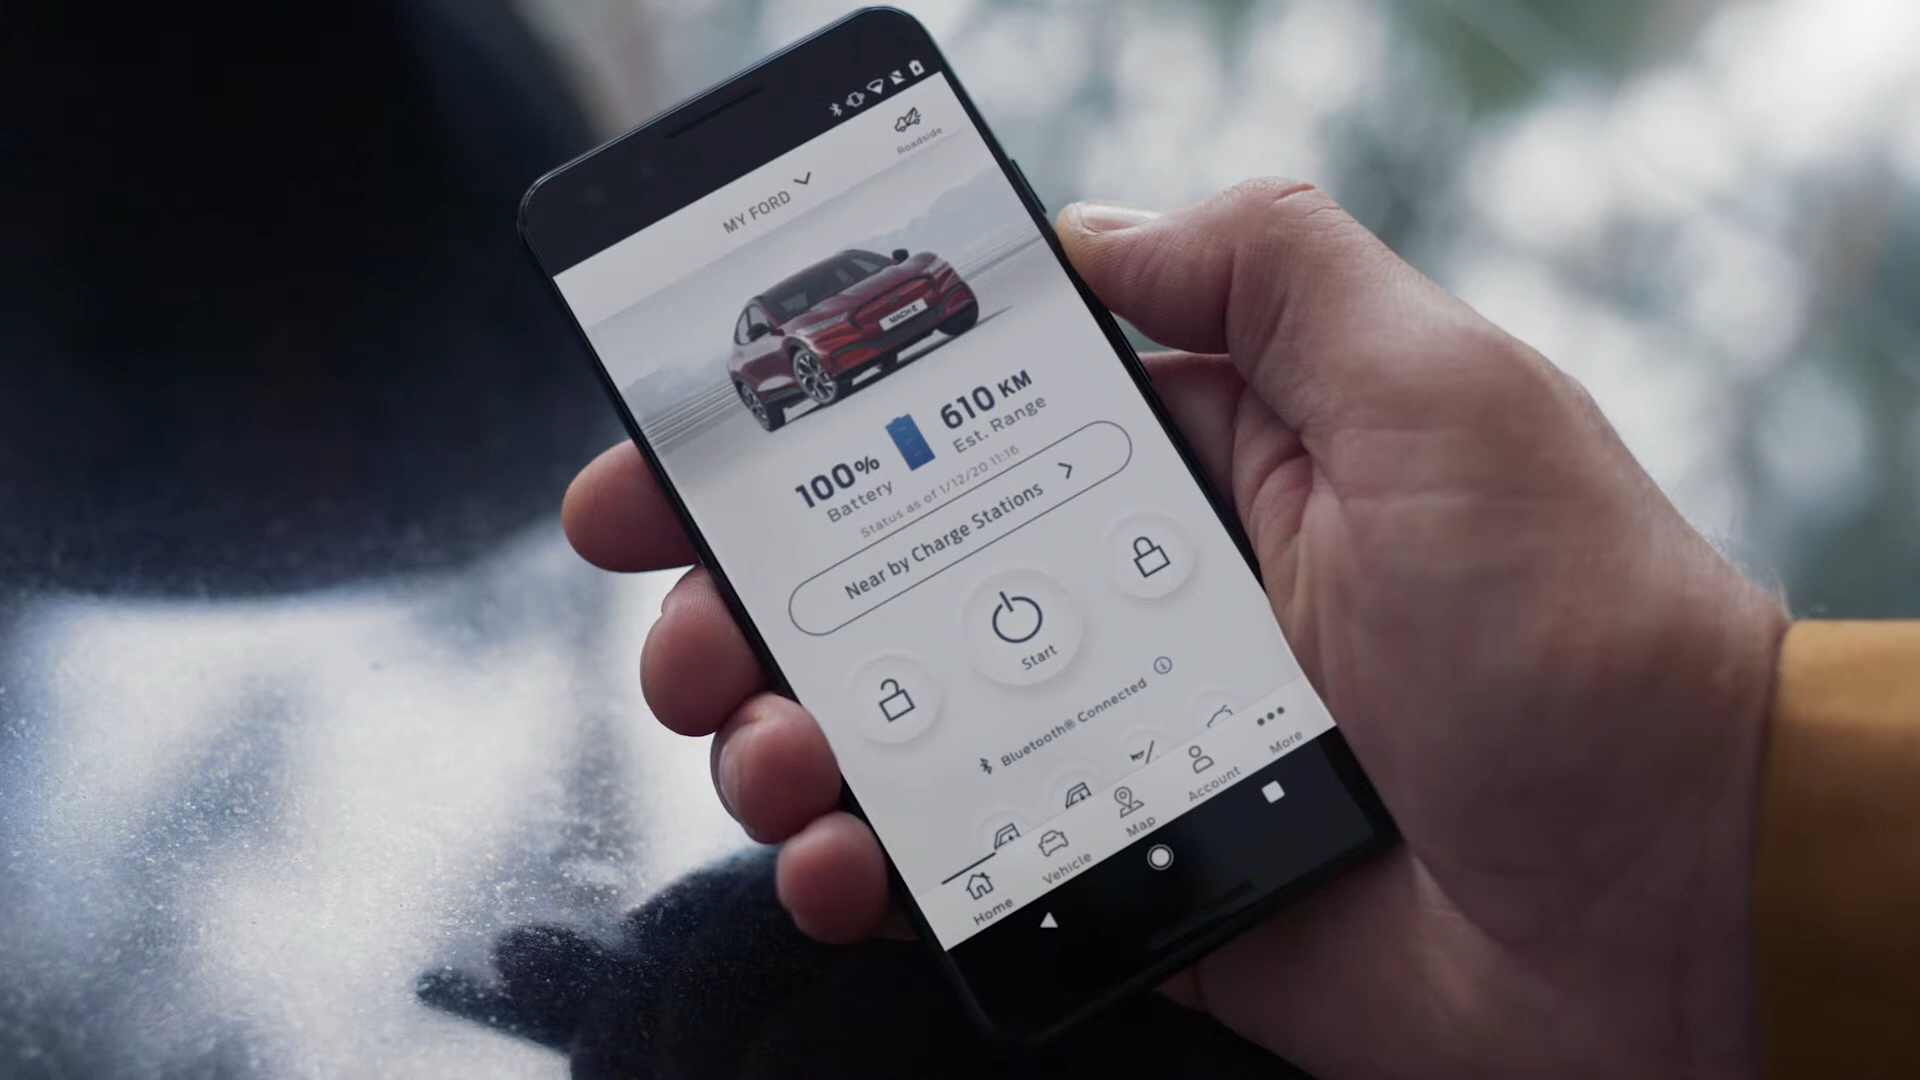 Roadside
MY FORD
MACH-E
100% Battery
610 KM Est. Range
Status as of 1/12/20 11:16
Near by Charge Stations
Start
Bluetooth® Connected
Home Vehicle Map Account More